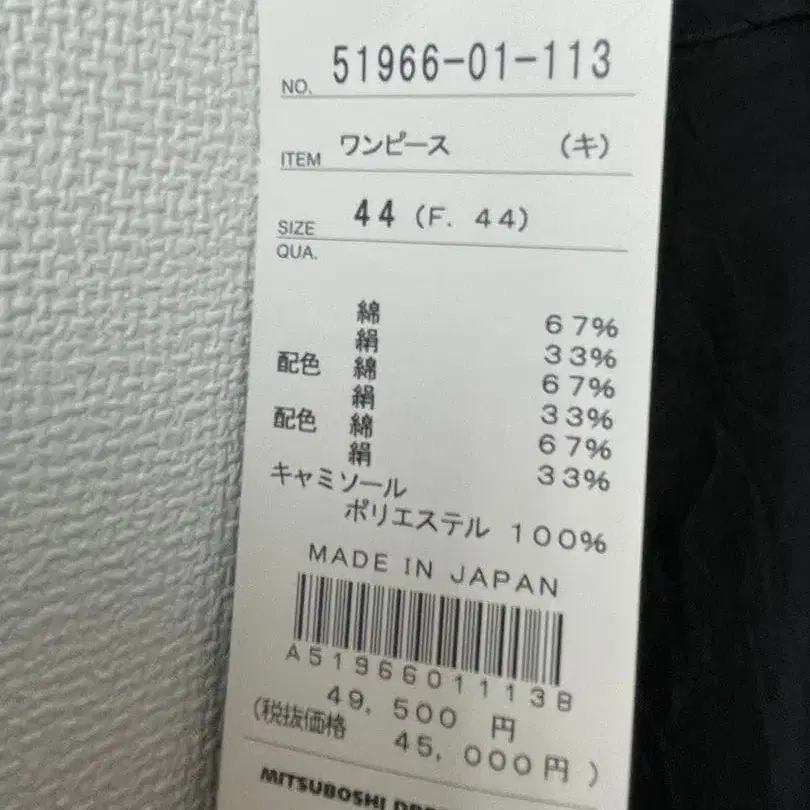 NO. 51966-01-113
ITEM ワンピース (キ)
SIZE 44 (F. 44)
QUA.
綿 67%
絹 33%
配色 綿 67%
絹 33%
配色 綿 67%
絹 33%
キャミソール
ポリエステル 100%
MADE IN JAPAN
A51966011113B
49,500 円
(税抜価格 45,000円)
MITSUBOSHI